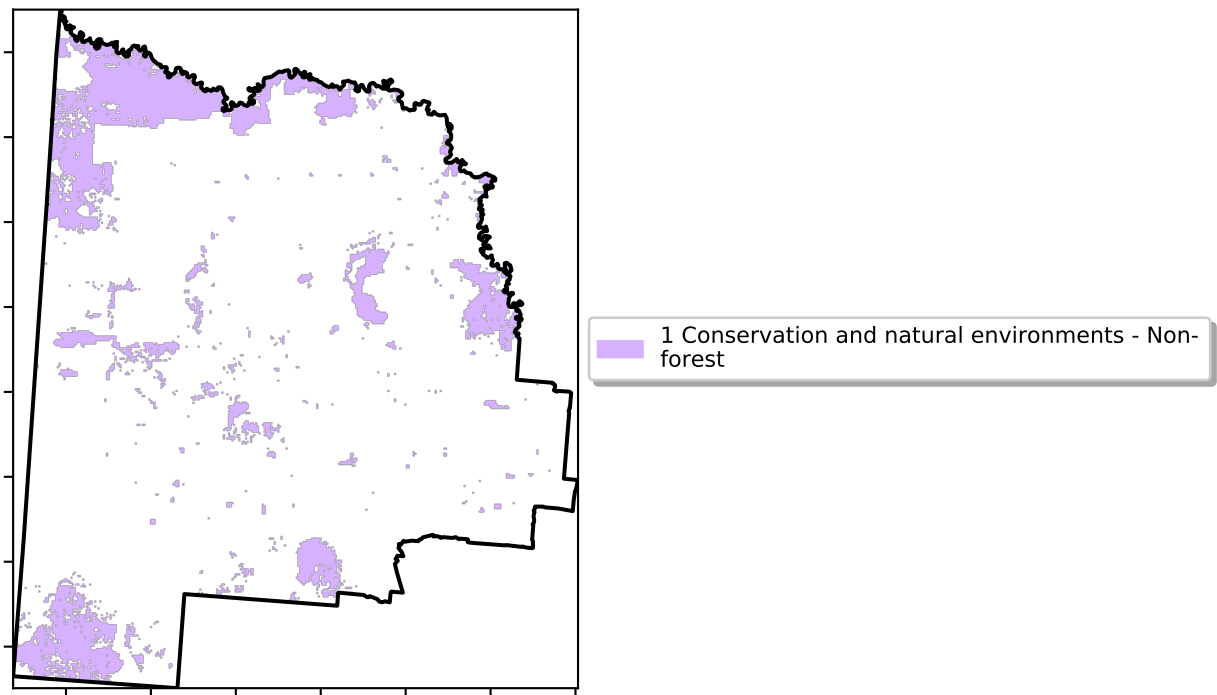 1 Conservation and natural environments - Non-
forest